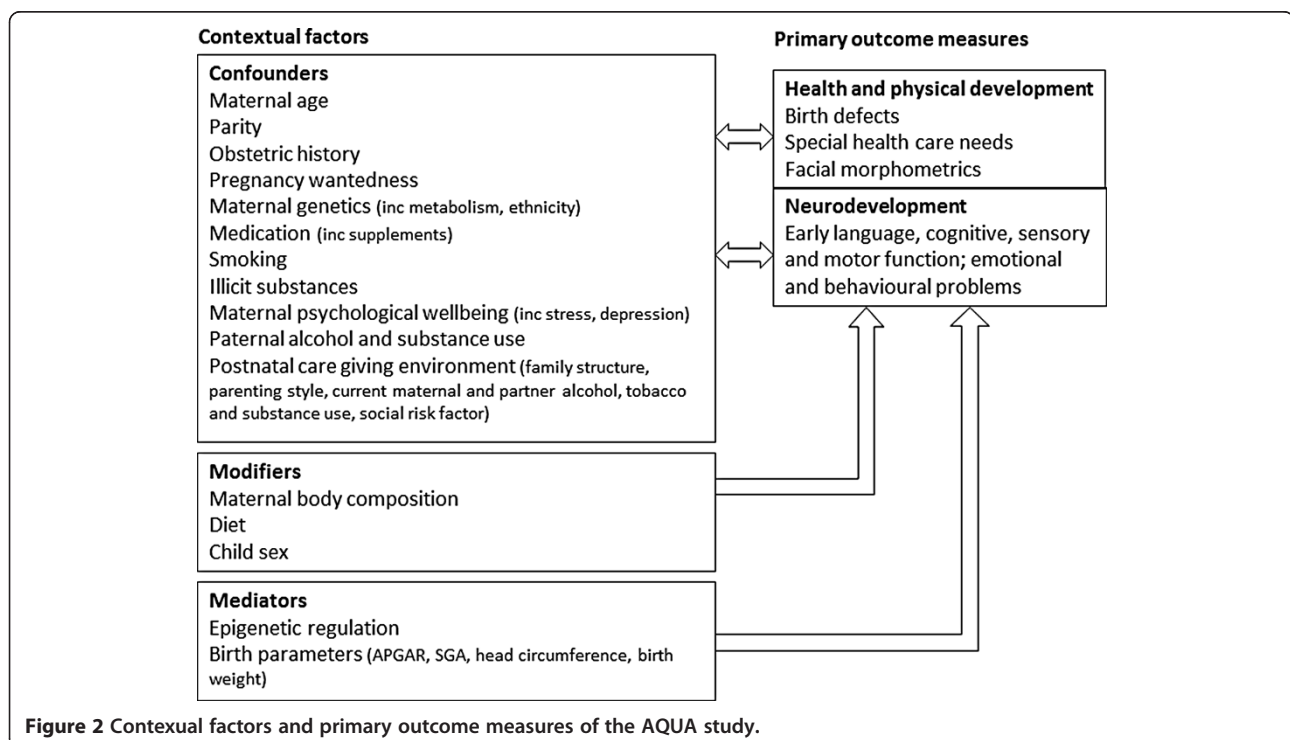 Contextual factors
Confounders
Maternal age
Parity
Obstetric history
Pregnancy wantedness
Maternal genetics (inc metabolism, ethnicity)
Medication (inc supplements)
Smoking
Illicit substances
Maternal psychological wellbeing (inc stress, depression)
Paternal alcohol and substance use
Postnatal care giving environment (family structure,
parenting style, current maternal and partner alcohol, tobacco
and substance use, social risk factor)
Modifiers
Maternal body composition
Diet
Child sex
Mediators
Epigenetic regulation
Birth parameters (APGAR, SGA, head circumference, birth
weight)
Primary outcome measures
Health and physical development
Birth defects
Special health care needs
Facial morphometrics
Neurodevelopment
Early language, cognitive, sensory
and motor function; emotional
and behavioural problems
Figure 2 Contexual factors and primary outcome measures of the AQUA study.